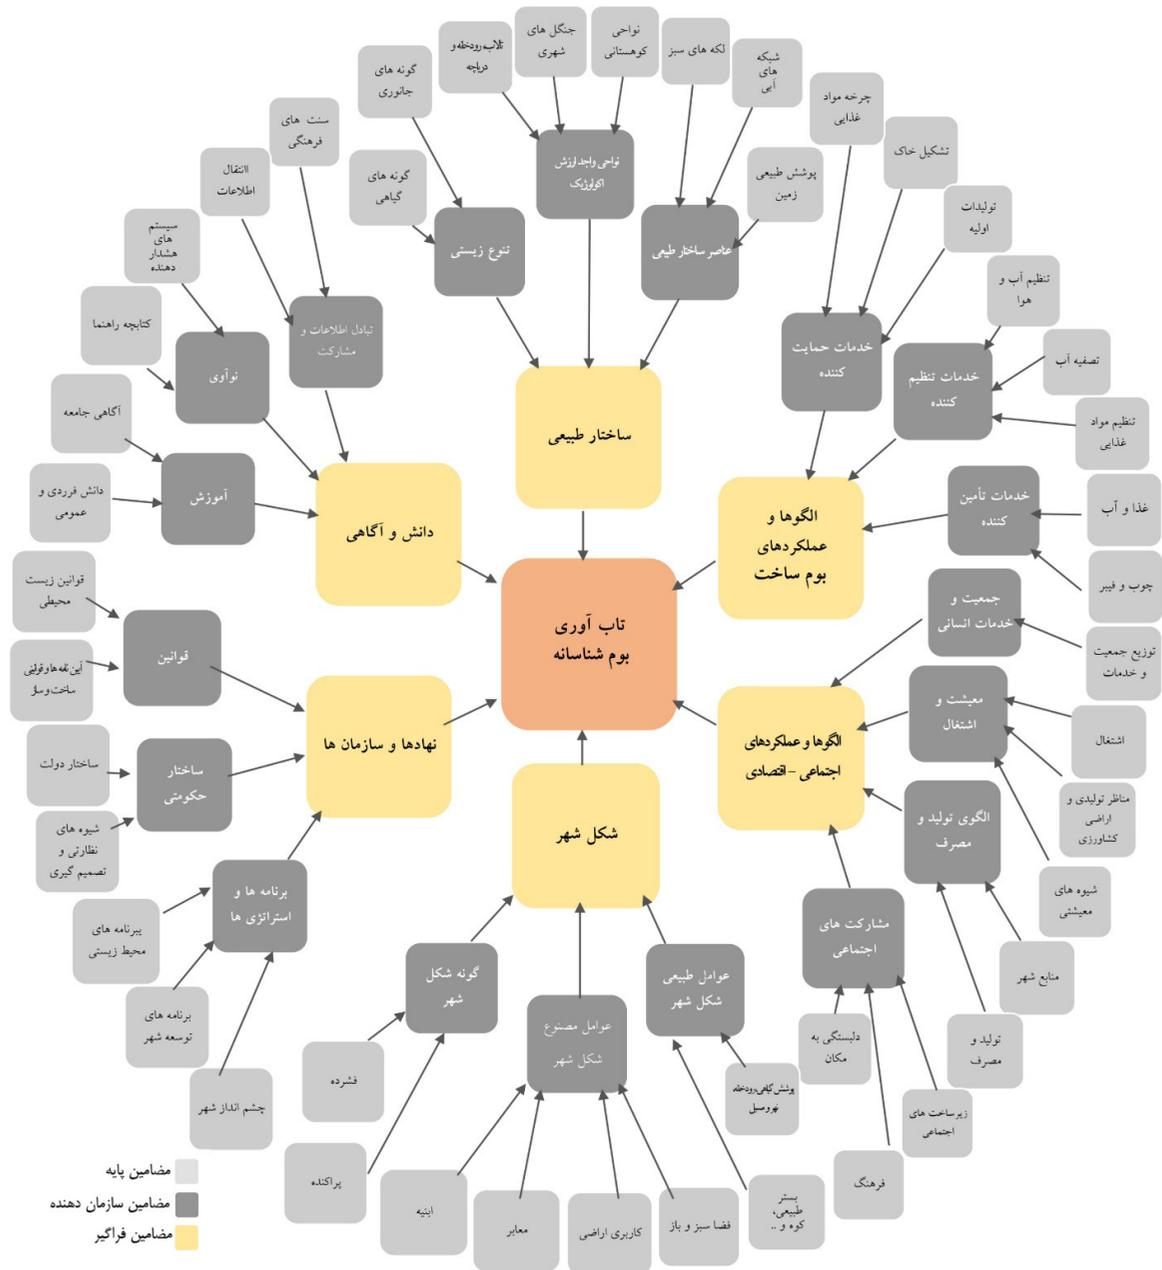 تالاب،رودخانه و
دریاچه
جنگل های
شهری
نواحی
کوهستانی
لکه های سبز
شبکه
های
آبی
گونه های
جانوری
چرخه مواد
غذایی
سنت های
فرهنگی
تشکیل خاک
اانتقال
اطلاعات
گونه های
گیاهی
نواحی واجد ارزش
اکولوژیک
پوشش طبیعی
زمین
تولیدات
اولیه
سیستم
های
هشدار
دهنده
تنوع زیستی
عناصر ساختار طبیعی
تنظیم آب و
هوا
کتابچه راهنما
نوآوی
تبادل اطلاعات و
مشارکت
خدمات حمایت
کننده
خدمات تنظیم
کننده
تصفیه آب
آگاهی جامعه
ساختار طبیعی
تنظیم مواد
غذایی
دانش فرردی و
عمومی
آموزش
دانش و آگاهی
الگوها و
عملکردهای
بوم ساخت
خدمات تأمین
کننده
غذا و آب
قوانین زیست
محیطی
چوب و فیبر
قوانین
تاب آوری
بوم شناسانه
جمعیت و
خدمات انسانی
توزیع جمعیت
و خدمات
آیین نامه ها و قوانین
ساخت و ساز
نهادها و سازمان ها
الگوها و عملکردهای
اجتماعی – اقتصادی
معیشت و
اشتغال
اشتغال
ساختار دولت
ساختار
حکومتی
شکل شهر
الگوی تولید و
مصرف
مناظر تولیدی و
اراضی
کشاورزی
شیوه های
نظارتی و
تصمیم گیری
برنامه ها و
استراتژی ها
مشارکت های
اجتماعی
شیوه های
معیشتی
یبرنامه های
محیط زیستی
گونه شکل
شهر
عوامل مصنوع
شکل شهر
عوامل طبیعی
شکل شهر
منابع شهر
برنامه های
توسعه شهر
دلبستگی به
مکان
تولید و
مصرف
چشم انداز شهر
فشرده
پوشش گیاهی،رودخانه،
نهر و مسیل
زیرساخت های
اجتماعی
پراکنده
ابنیه
معابر
کاربری اراضی
فضا سبز و باز
بستر
طبیعی،
کوه و ..
فرهنگ
مضامین پایه
مضامین سازمان دهنده
مضامین فراگیر